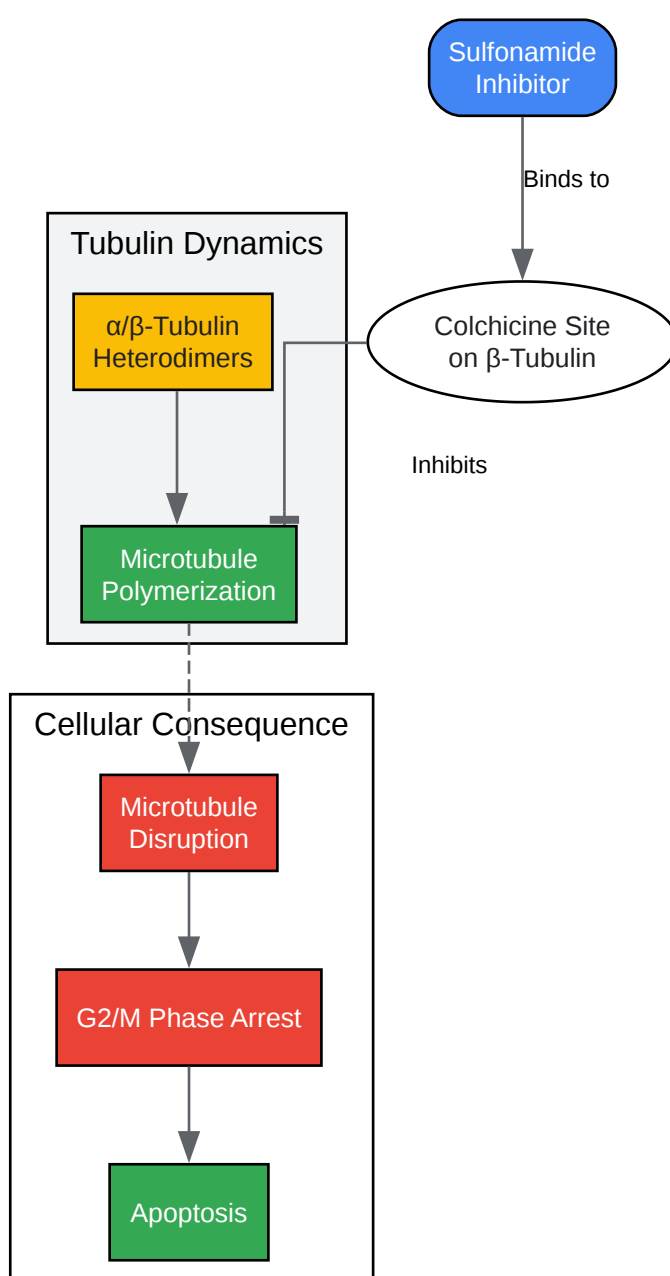 Sulfonamide
Inhibitor
Binds to
Tubulin Dynamics
α/β-Tubulin
Heterodimers
Colchicine Site
on β-Tubulin
Inhibits
Microtubule
Polymerization
Cellular Consequence
Microtubule
Disruption
G2/M Phase Arrest
Apoptosis